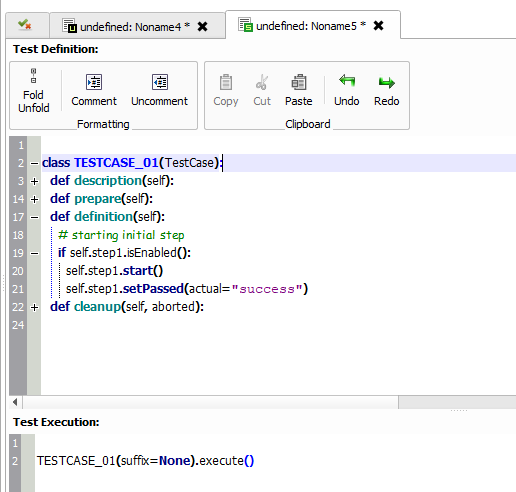 undefined: Noname4 *
undefined: Noname5 *
Test Definition:
Fold
Unfold
Comment
Uncomment
Formatting
Copy
Cut
Paste
Undo
Redo
Clipboard
1
2 class TESTCASE_01(TestCase):
3 def description(self):
14 def prepare(self):
17 def definition(self):
18 # starting initial step
19 if self.step1.isEnabled():
20 self.step1.start()
21 self.step1.setPassed(actual="success")
22 def cleanup(self, aborted):
24
Test Execution:
1
2 TESTCASE_01(suffix=None).execute()